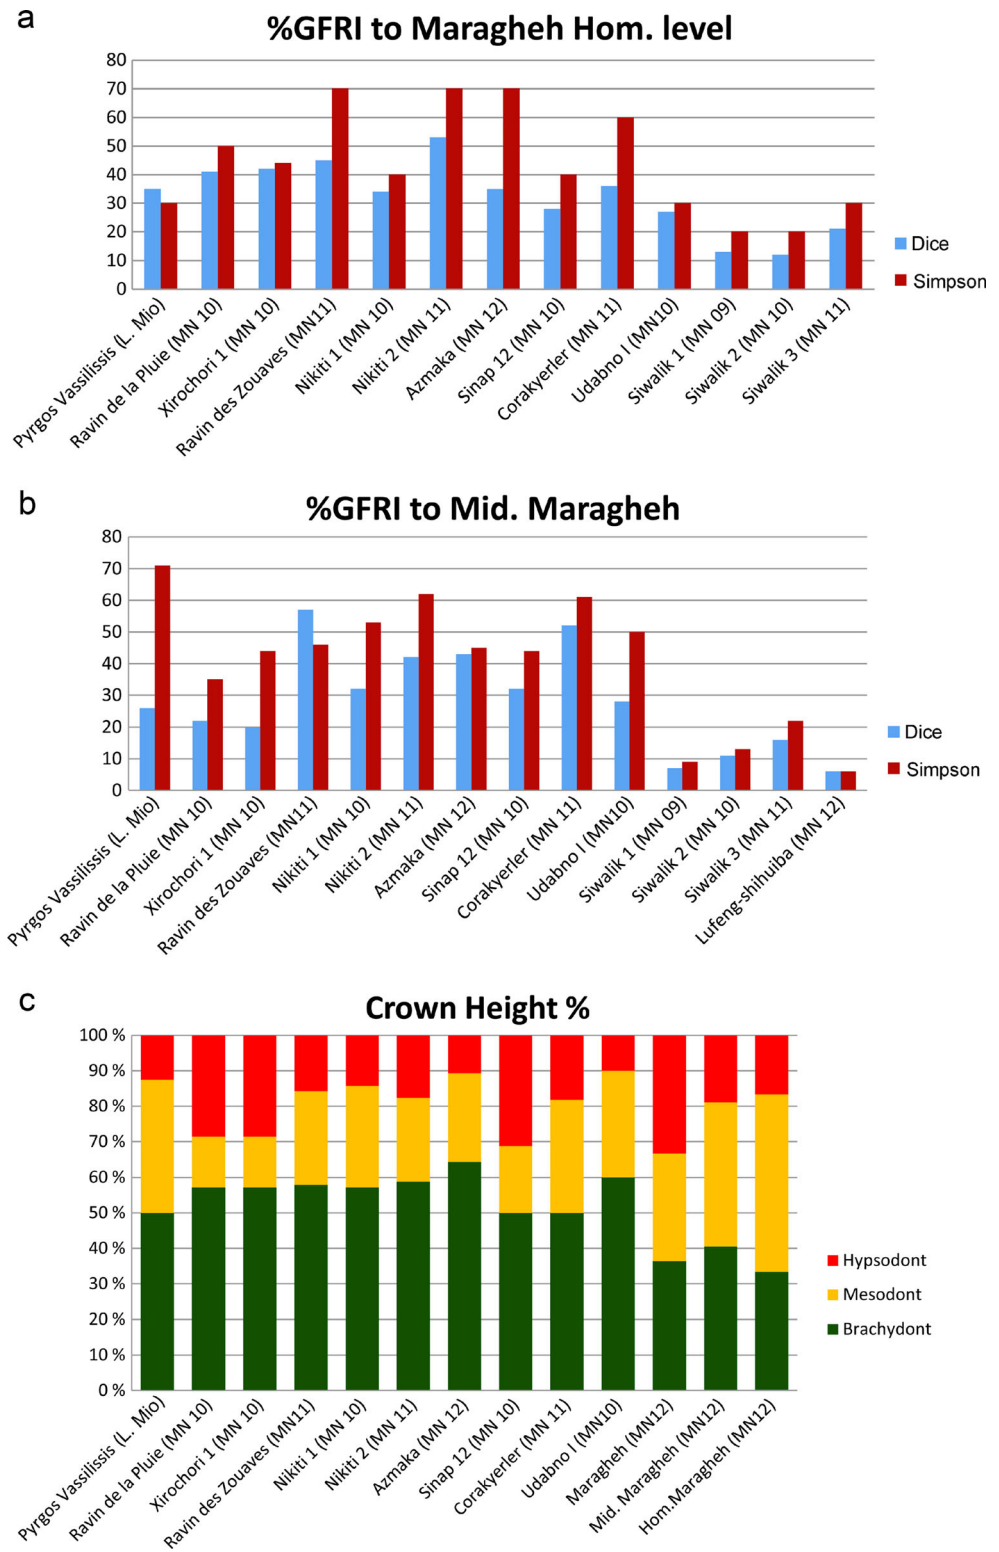 a
%GFRI to Maragheh Hom. level
80
70
60
50
40
30
20
10
0
Pyrgos Vassilissis (L. Mio)
Ravin de la Pluie (MN 10)
Xirochori 1 (MN 10)
Ravin des Zouaves (MN11)
Nikiti 1 (MN 10)
Nikiti 2 (MN 11)
Azmaka (MN 12)
Sinap 12 (MN 10)
Corakyerler (MN 11)
Udabno I (MN10)
Siwalik 1 (MN 09)
Siwalik 2 (MN 10)
Siwalik 3 (MN 11)
Dice
Simpson
b
%GFRI to Mid. Maragheh
80
70
60
50
40
30
20
10
0
Pyrgos Vassilissis (L. Mio)
Ravin de la Pluie (MN 10)
Xirochori 1 (MN 10)
Ravin des Zouaves (MN11)
Nikiti 1 (MN 10)
Nikiti 2 (MN 11)
Azmaka (MN 12)
Sinap 12 (MN 10)
Corakyerler (MN 11)
Udabno I (MN10)
Siwalik 1 (MN 09)
Siwalik 2 (MN 10)
Siwalik 3 (MN 11)
Lufeng-shihuiba (MN 12)
Dice
Simpson
c
Crown Height %
100 %
90 %
80 %
70 %
60 %
50 %
40 %
30 %
20 %
10 %
0 %
Pyrgos Vassilissis (L. Mio)
Ravin de la Pluie (MN 10)
Xirochori 1 (MN 10)
Ravin des Zouaves (MN11)
Nikiti 1 (MN 10)
Nikiti 2 (MN 11)
Azmaka (MN 12)
Sinap 12 (MN 10)
Corakyerler (MN 11)
Udabno I (MN10)
Maragheh (MN12)
Mid. Maragheh (MN12)
Hom.Maragheh (MN12)
Hypsodont
Mesodont
Brachydont